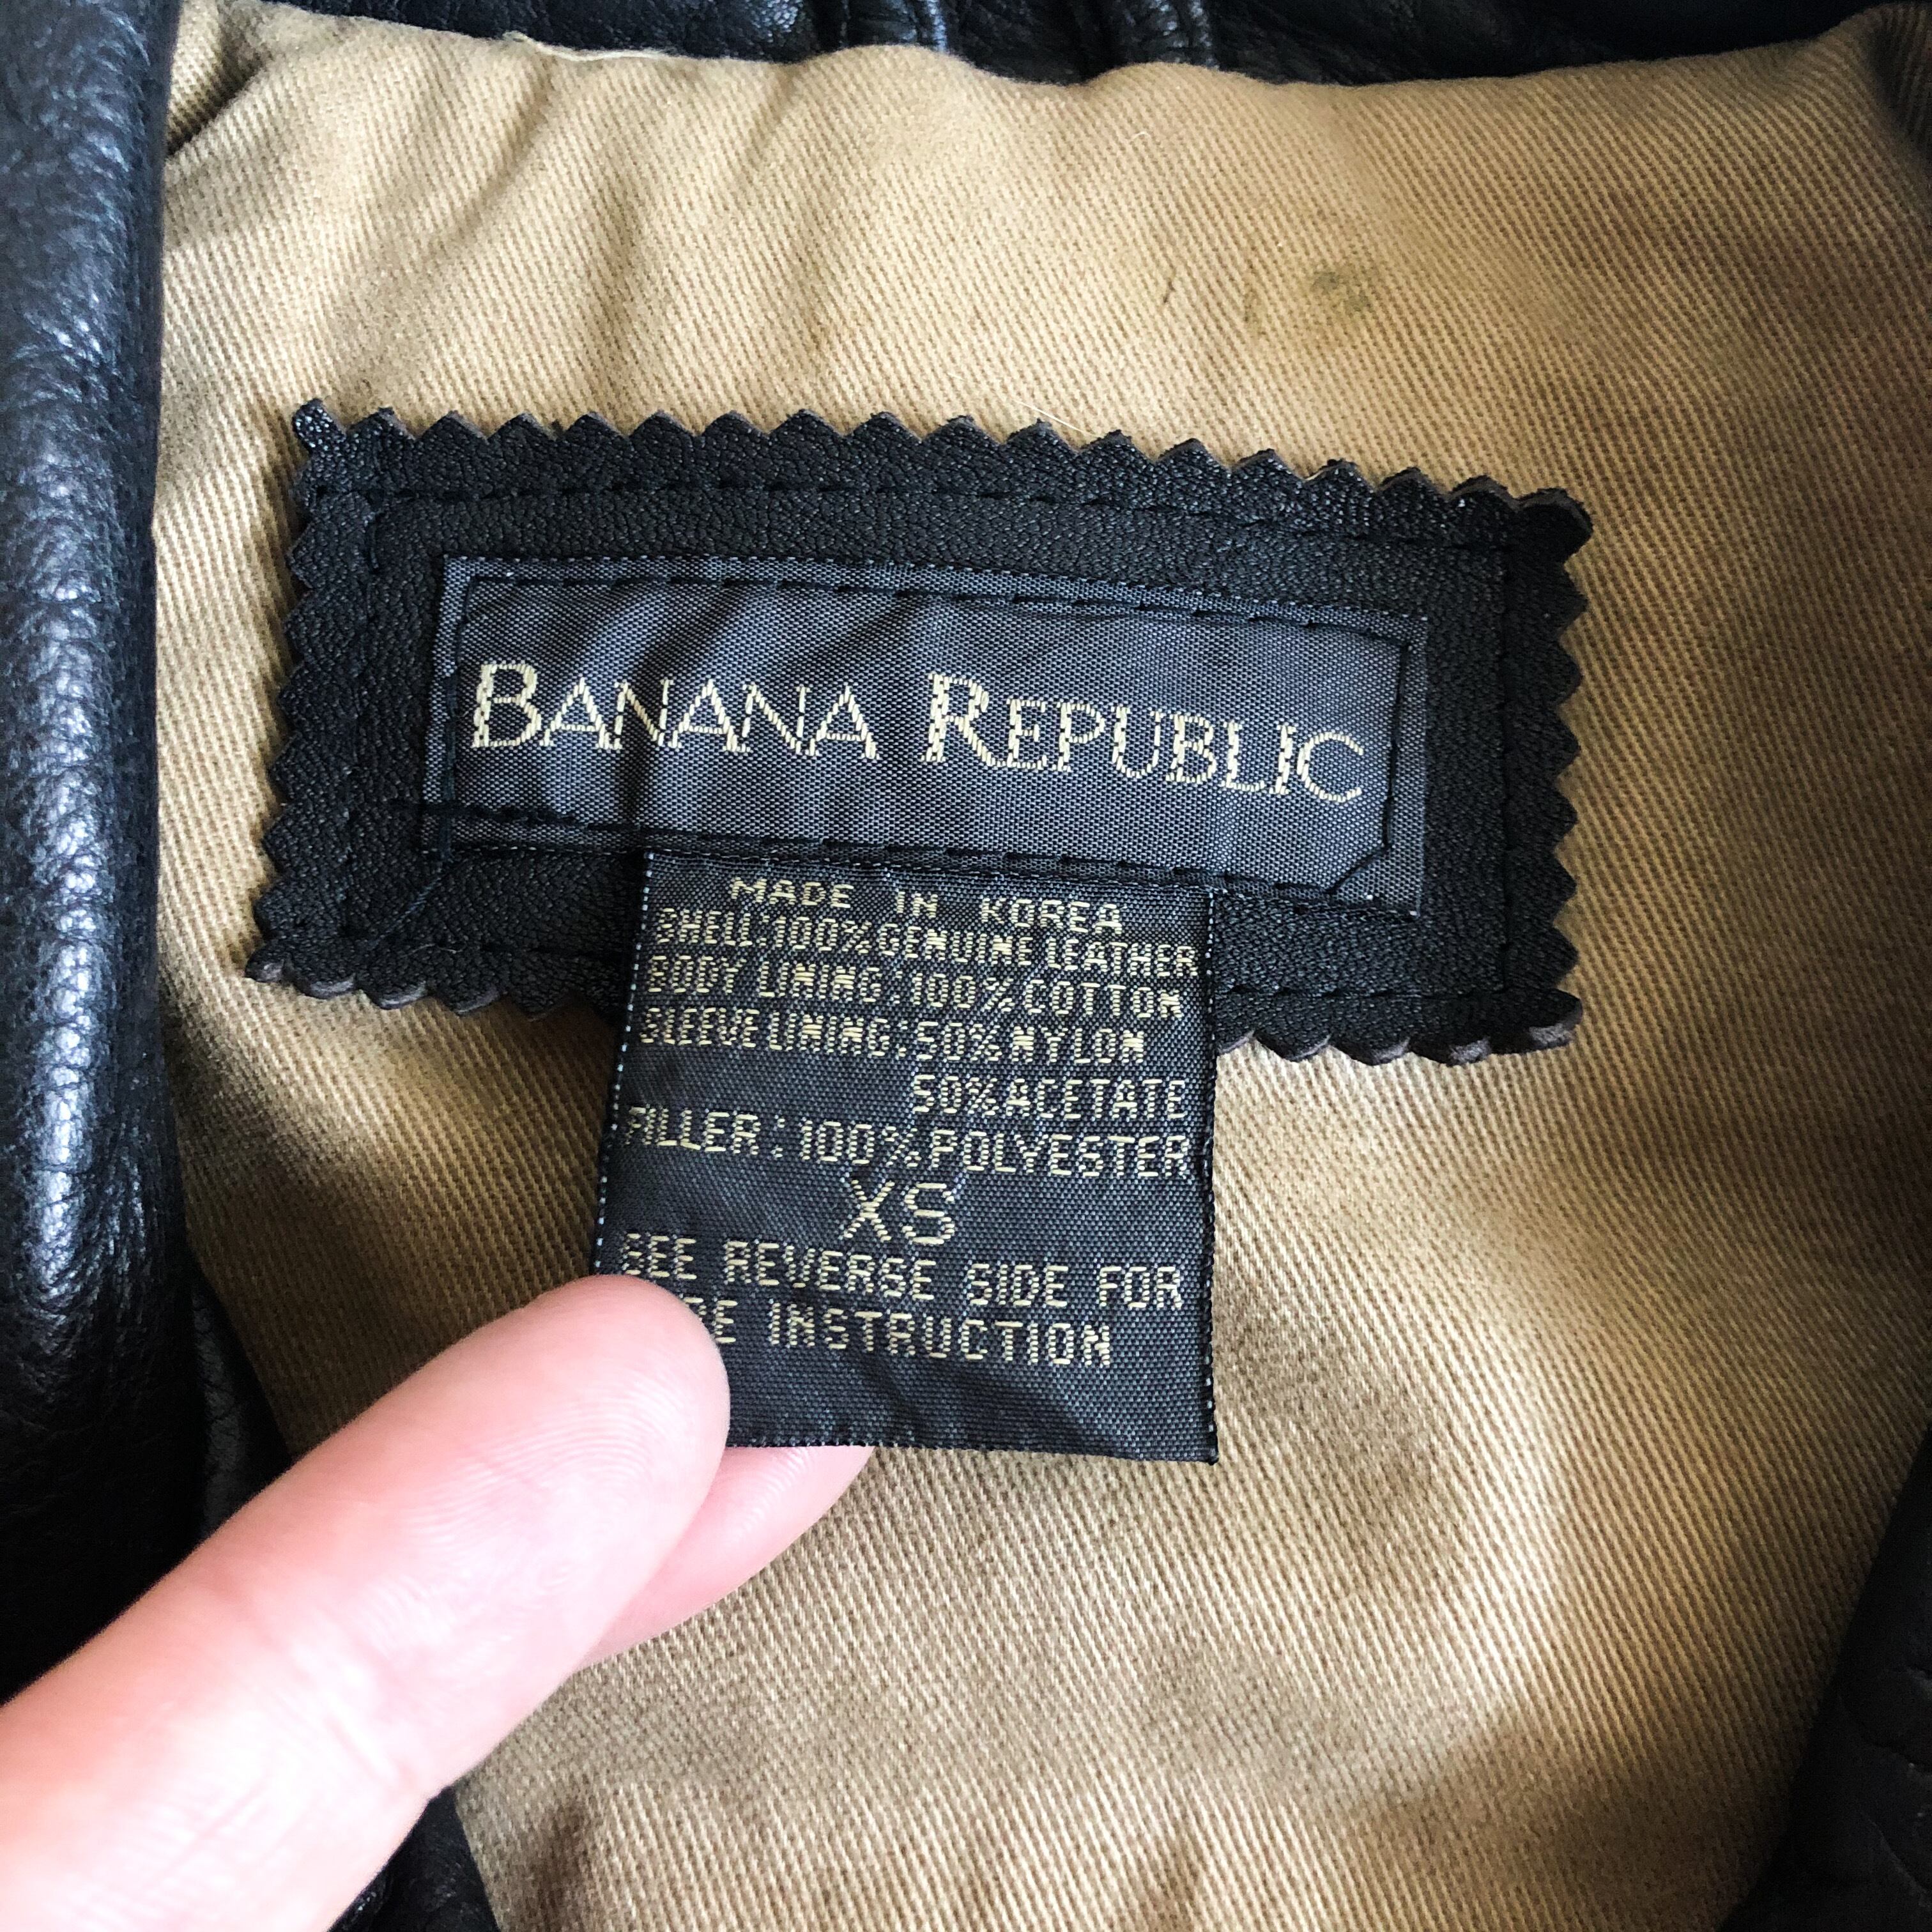 BANANA REPUBLIC
MADE IN KOREA
SHELL:100%GENUINE LEATHER
BODY LINING:100%COTTON
SLEEVE LINING:50%NYLON
50%ACETATE
FILLER:100%POLYESTER
XS
SEE REVERSE SIDE FOR
INSTRUCTION